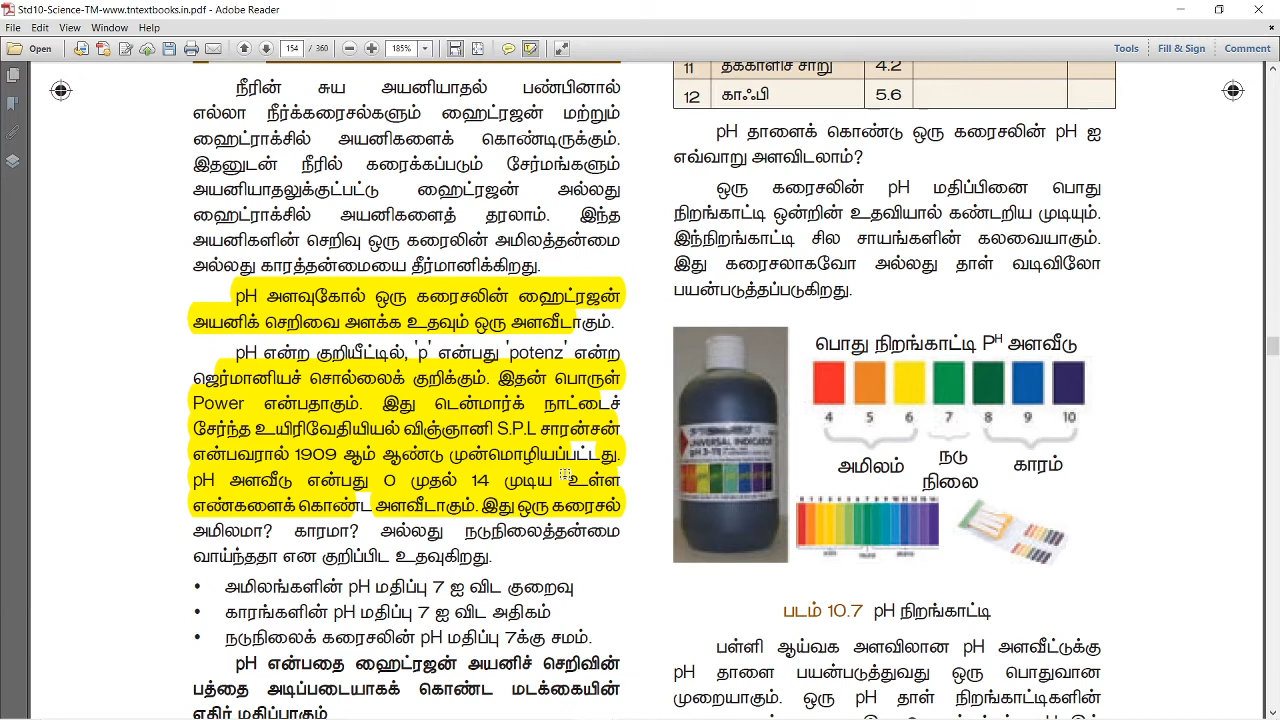 Std10-Science-TM-www.tntextbooks.in.pdf - Adobe Reader
File Edit View Window Help
Open 154 / 360 185% Tools Fill & Sign Comment
நீரின் சுய அயனியாதல் பண்பினால்
எல்லா நீர்க்கரைசல்களும் ஹைட்ரஜன் மற்றும்
ஹைட்ராக்சில் அயனிகளைக் கொண்டிருக்கும்.
இதனுடன் நீரில் கரைக்கப்படும் சேர்மங்களும்
அயனியாதலுக்குட்பட்டு ஹைட்ரஜன் அல்லது
ஹைட்ராக்சில் அயனிகளைத் தரலாம். இந்த
அயனிகளின் செறிவு ஒரு கரைலின் அமிலத்தன்மை
அல்லது காரத்தன்மையை தீர்மானிக்கிறது.
pH அளவுகோல் ஒரு கரைசலின் ஹைட்ரஜன்
அயனிக் செறிவை அளக்க உதவும் ஒரு அளவீடாகும்.
pH என்ற குறியீட்டில், 'p' என்பது 'potenz' என்ற
ஜெர்மானியச் சொல்லைக் குறிக்கும். இதன் பொருள்
Power என்பதாகும். இது டென்மார்க் நாட்டைச்
சேர்ந்த உயிரிவேதியியல் விஞ்ஞானி S.P.L சாரன்சன்
என்பவரால் 1909 ஆம் ஆண்டு முன்மொழியப்பட்டது.
pH அளவீடு என்பது 0 முதல் 14 முடிய உள்ள
எண்களைக் கொண்ட அளவீடாகும். இது ஒரு கரைசல்
அமிலமா? காரமா? அல்லது நடுநிலைத்தன்மை
வாய்ந்ததா என குறிப்பிட உதவுகிறது.
• அமிலங்களின் pH மதிப்பு 7 ஐ விட குறைவு
• காரங்களின் pH மதிப்பு 7 ஐ விட அதிகம்
• நடுநிலைக் கரைசலின் pH மதிப்பு 7க்கு சமம்.
pH என்பதை ஹைட்ரஜன் அயனிச் செறிவின்
பத்தை அடிப்படையாகக் கொண்ட மடக்கையின்
எதிர் மதிப்பாகும்
11 தக்காளிச் சாறு 4.2
12 காஃபி 5.6
pH தாளைக் கொண்டு ஒரு கரைசலின் pH ஐ
எவ்வாறு அளவிடலாம்?
ஒரு கரைசலின் pH மதிப்பினை பொது
நிறங்காட்டி ஒன்றின் உதவியால் கண்டறிய முடியும்.
இந்நிறங்காட்டி சில சாயங்களின் கலவையாகும்.
இது கரைசலாகவோ அல்லது தாள் வடிவிலோ
பயன்படுத்தப்படுகிறது.
UNIVERSAL INDICATOR
பொது நிறங்காட்டி Pᴴ அளவீடு
4 5 6 7 8 9 10
அமிலம் நடு நிலை காரம்
படம் 10.7 pH நிறங்காட்டி
பள்ளி ஆய்வக அளவிலான pH அளவீட்டுக்கு
pH தாளை பயன்படுத்துவது ஒரு பொதுவான
முறையாகும். ஒரு pH தாள் நிறங்காட்டிகளின்